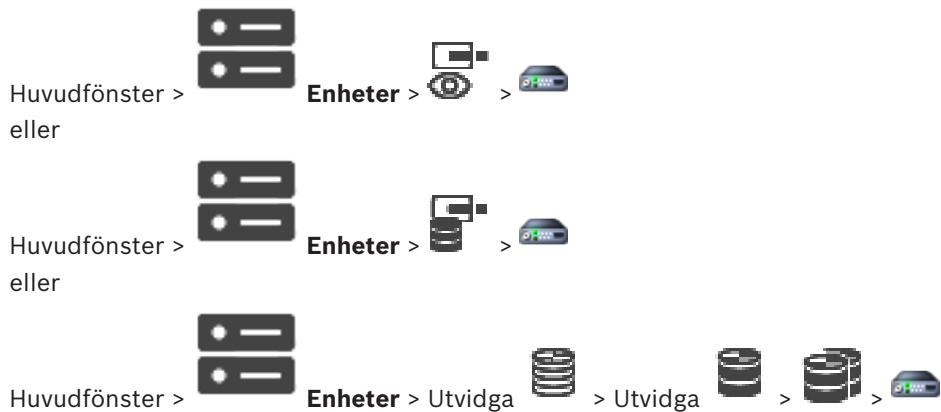 Huvudfönster > Enheter > >
eller
Huvudfönster > Enheter > >
eller
Huvudfönster > Enheter > Utvidga > Utvidga > >